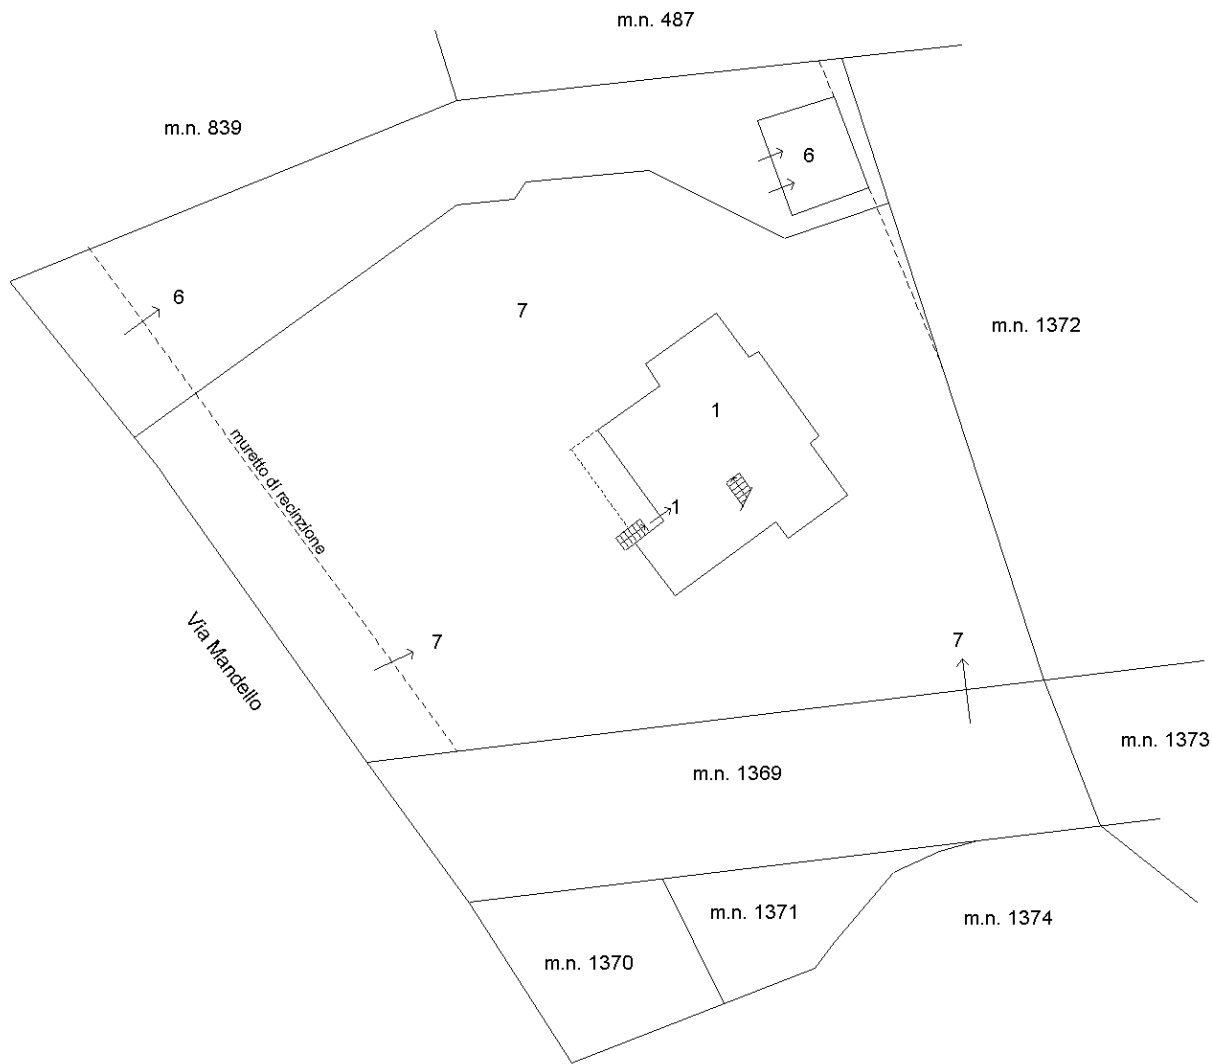 m.n. 487
m.n. 839
6
6
7
m.n. 1372
1
muretto di recinzione
1
Via Mandello
7
7
m.n. 1373
m.n. 1369
m.n. 1371
m.n. 1374
m.n. 1370